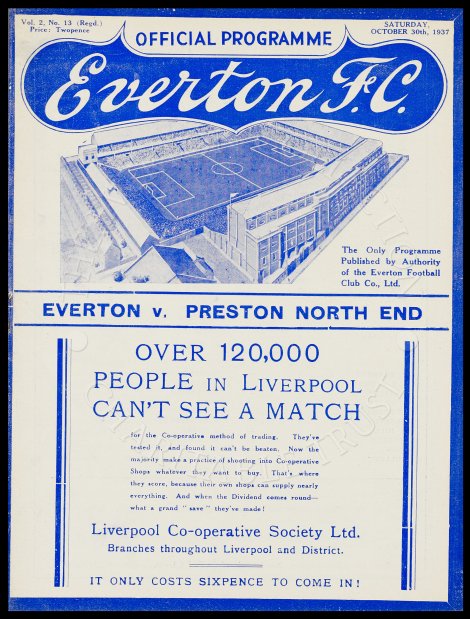 Vol. 2, No. 13 (Regd.)
Price: Twopence
SATURDAY,
OCTOBER 30th, 1937
OFFICIAL PROGRAMME
Everton F.C.
The Only Programme
Published by Authority
of the Everton Football
Club Co., Ltd.
EVERTON v. PRESTON NORTH END
OVER 120,000
PEOPLE IN LIVERPOOL
CAN'T SEE A MATCH
for the Co-operative method of trading. They've
tested it, and found it can't be beaten. Now the
majority make a practice of shooting into Co-operative
Shops whatever they want to buy. That's where
they score, because their own shops can supply nearly
everything. And when the Dividend comes round—
what a grand "save" they've made!
Liverpool Co-operative Society Ltd.
Branches throughout Liverpool and District.
IT ONLY COSTS SIXPENCE TO COME IN!